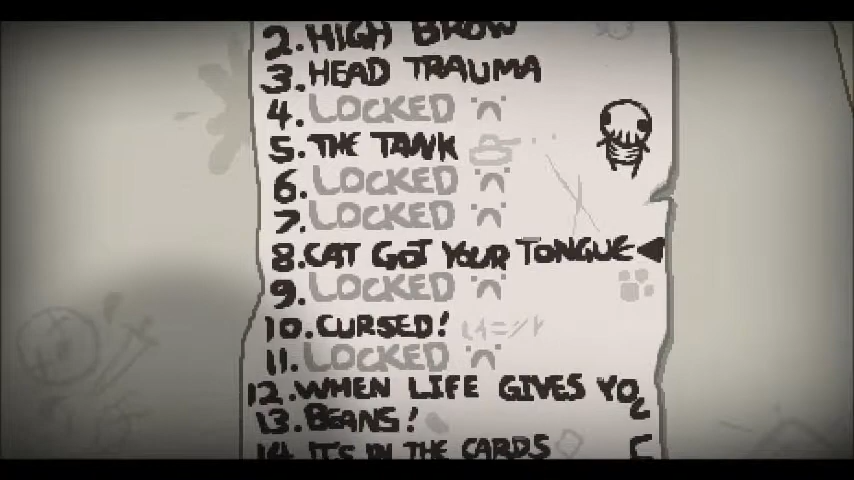 2. HIGH BROW
3. HEAD TRAUMA
4. LOCKED
5. THE TANK
6. LOCKED
7. LOCKED
8. CAT GOT YOUR TONGUE
9. LOCKED
10. CURSED!
11. LOCKED
12. WHEN LIFE GIVES YO
13. BEANS!
14. IT'S IN THE CARDS